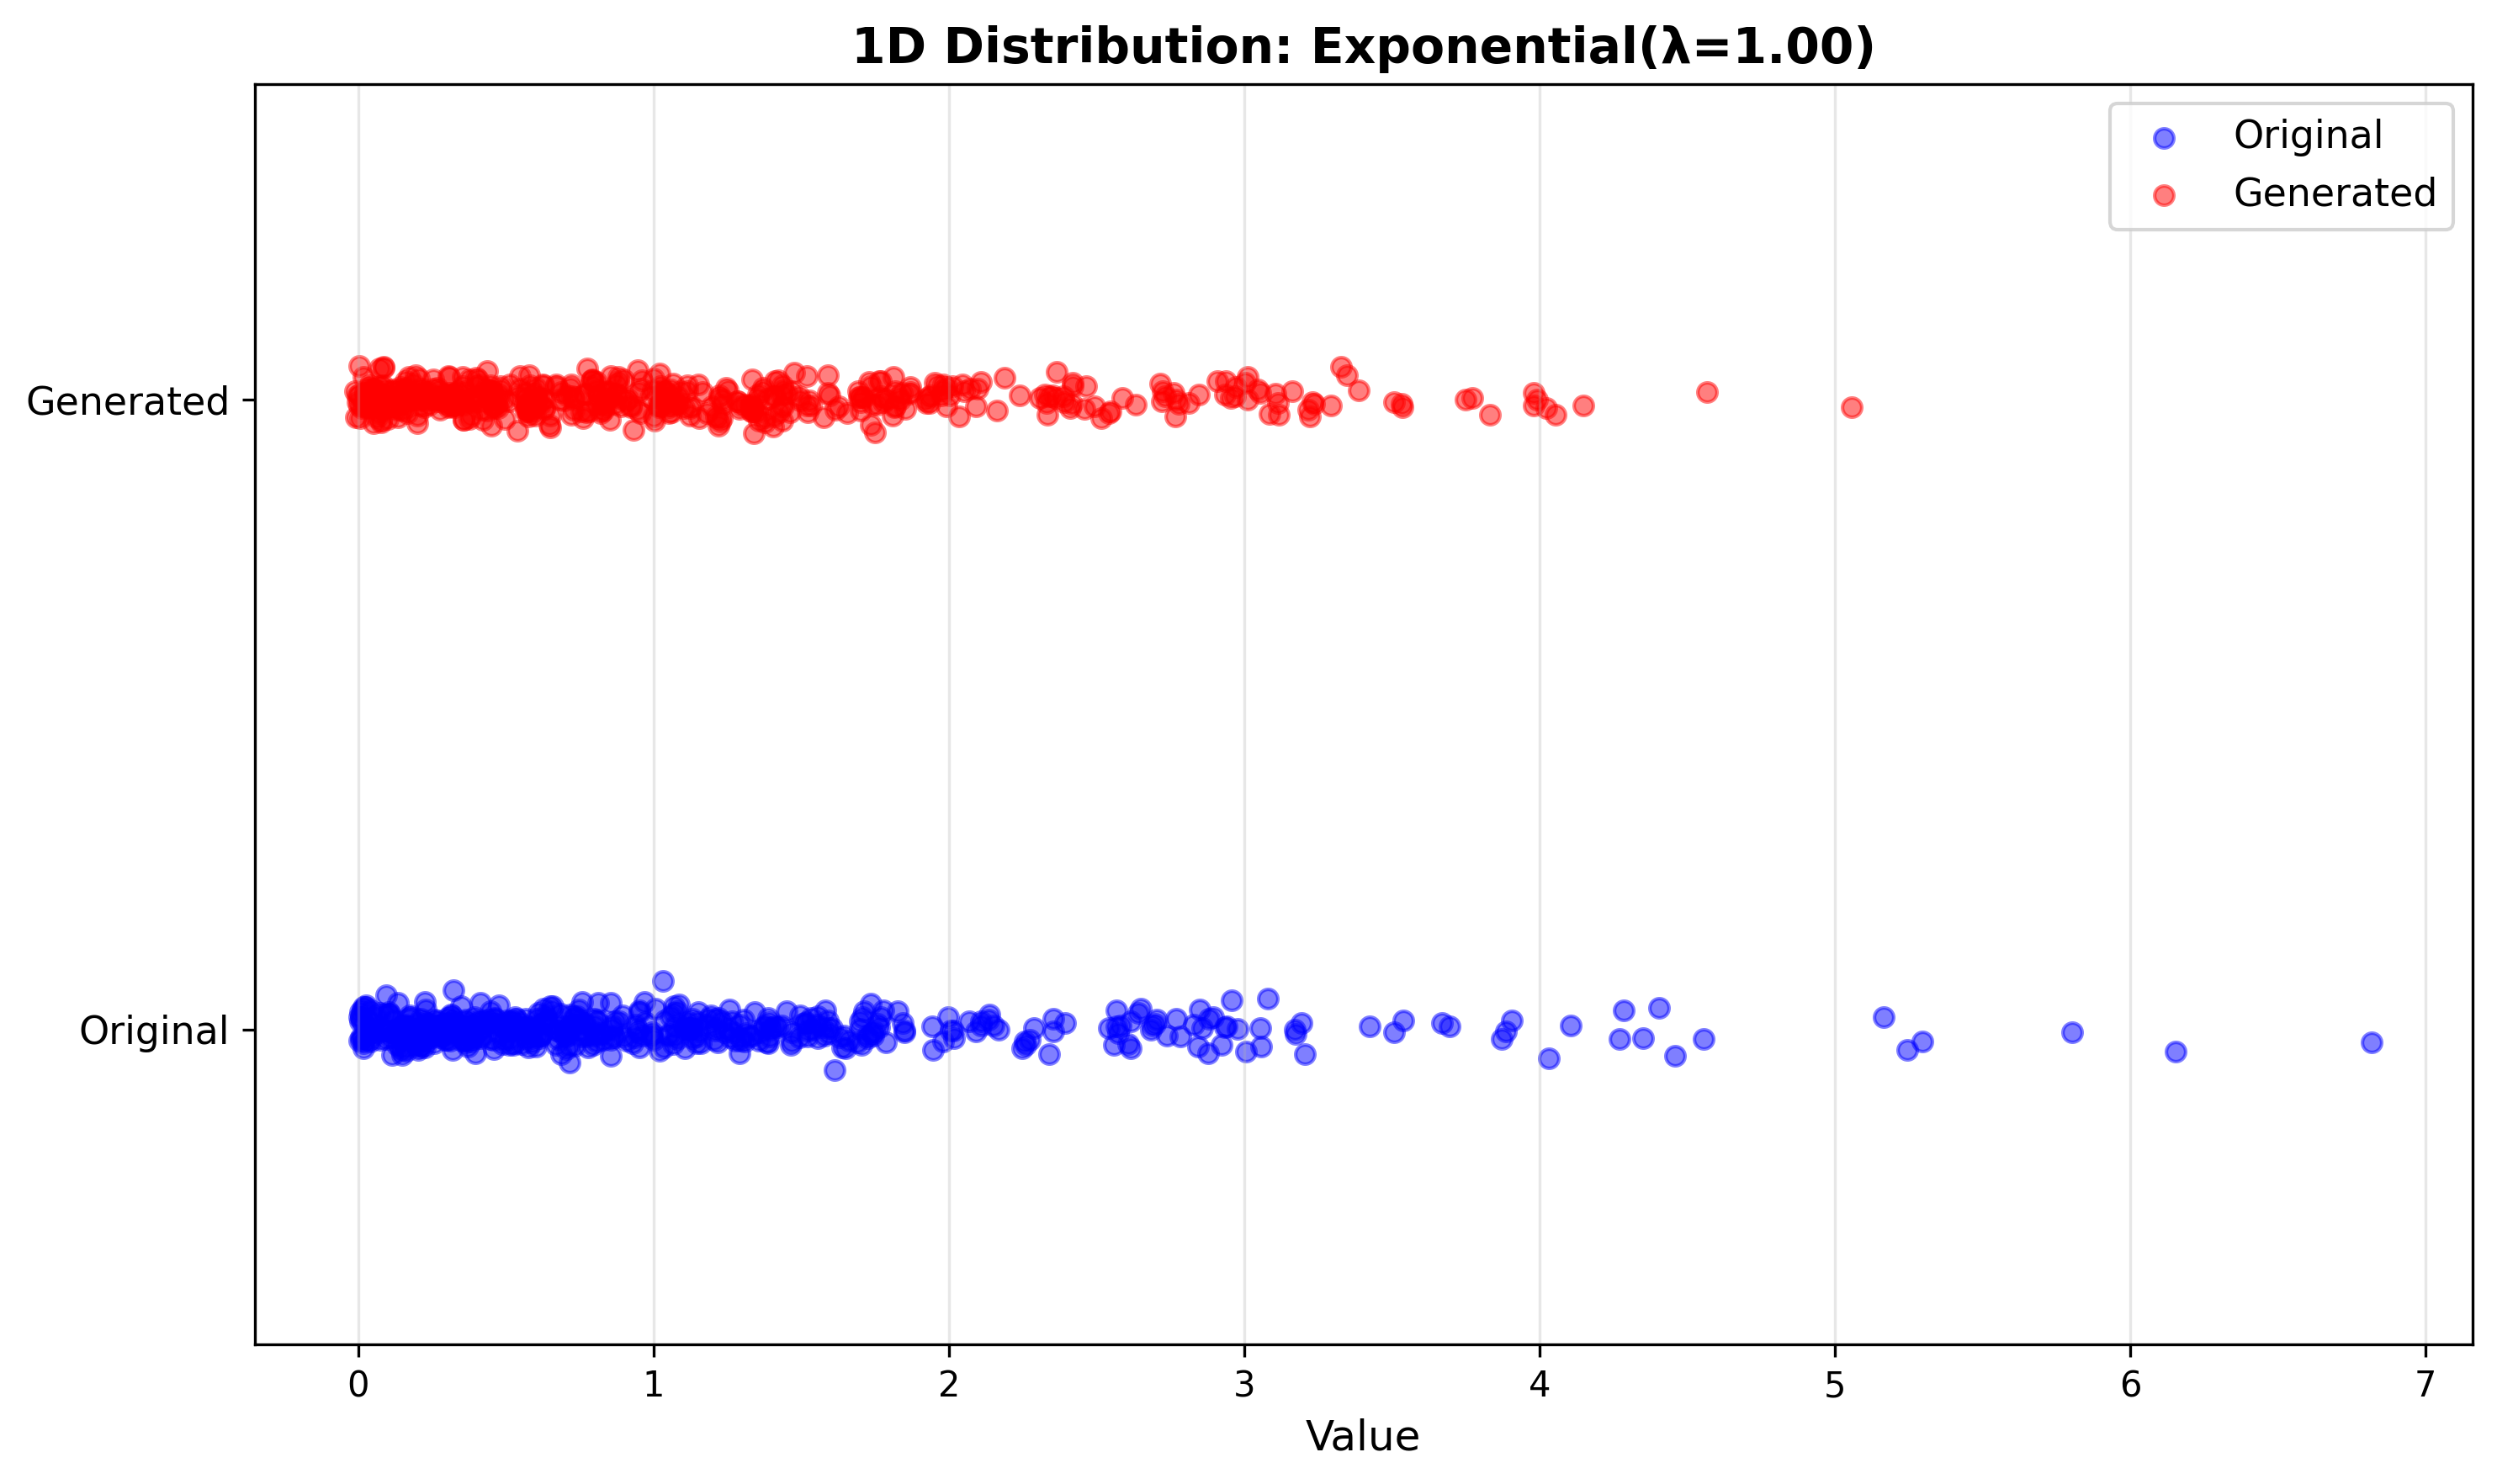 1D Distribution: Exponential(λ=1.00)
Original
Generated
Generated
Original
0 1 2 3 4 5 6 7
Value